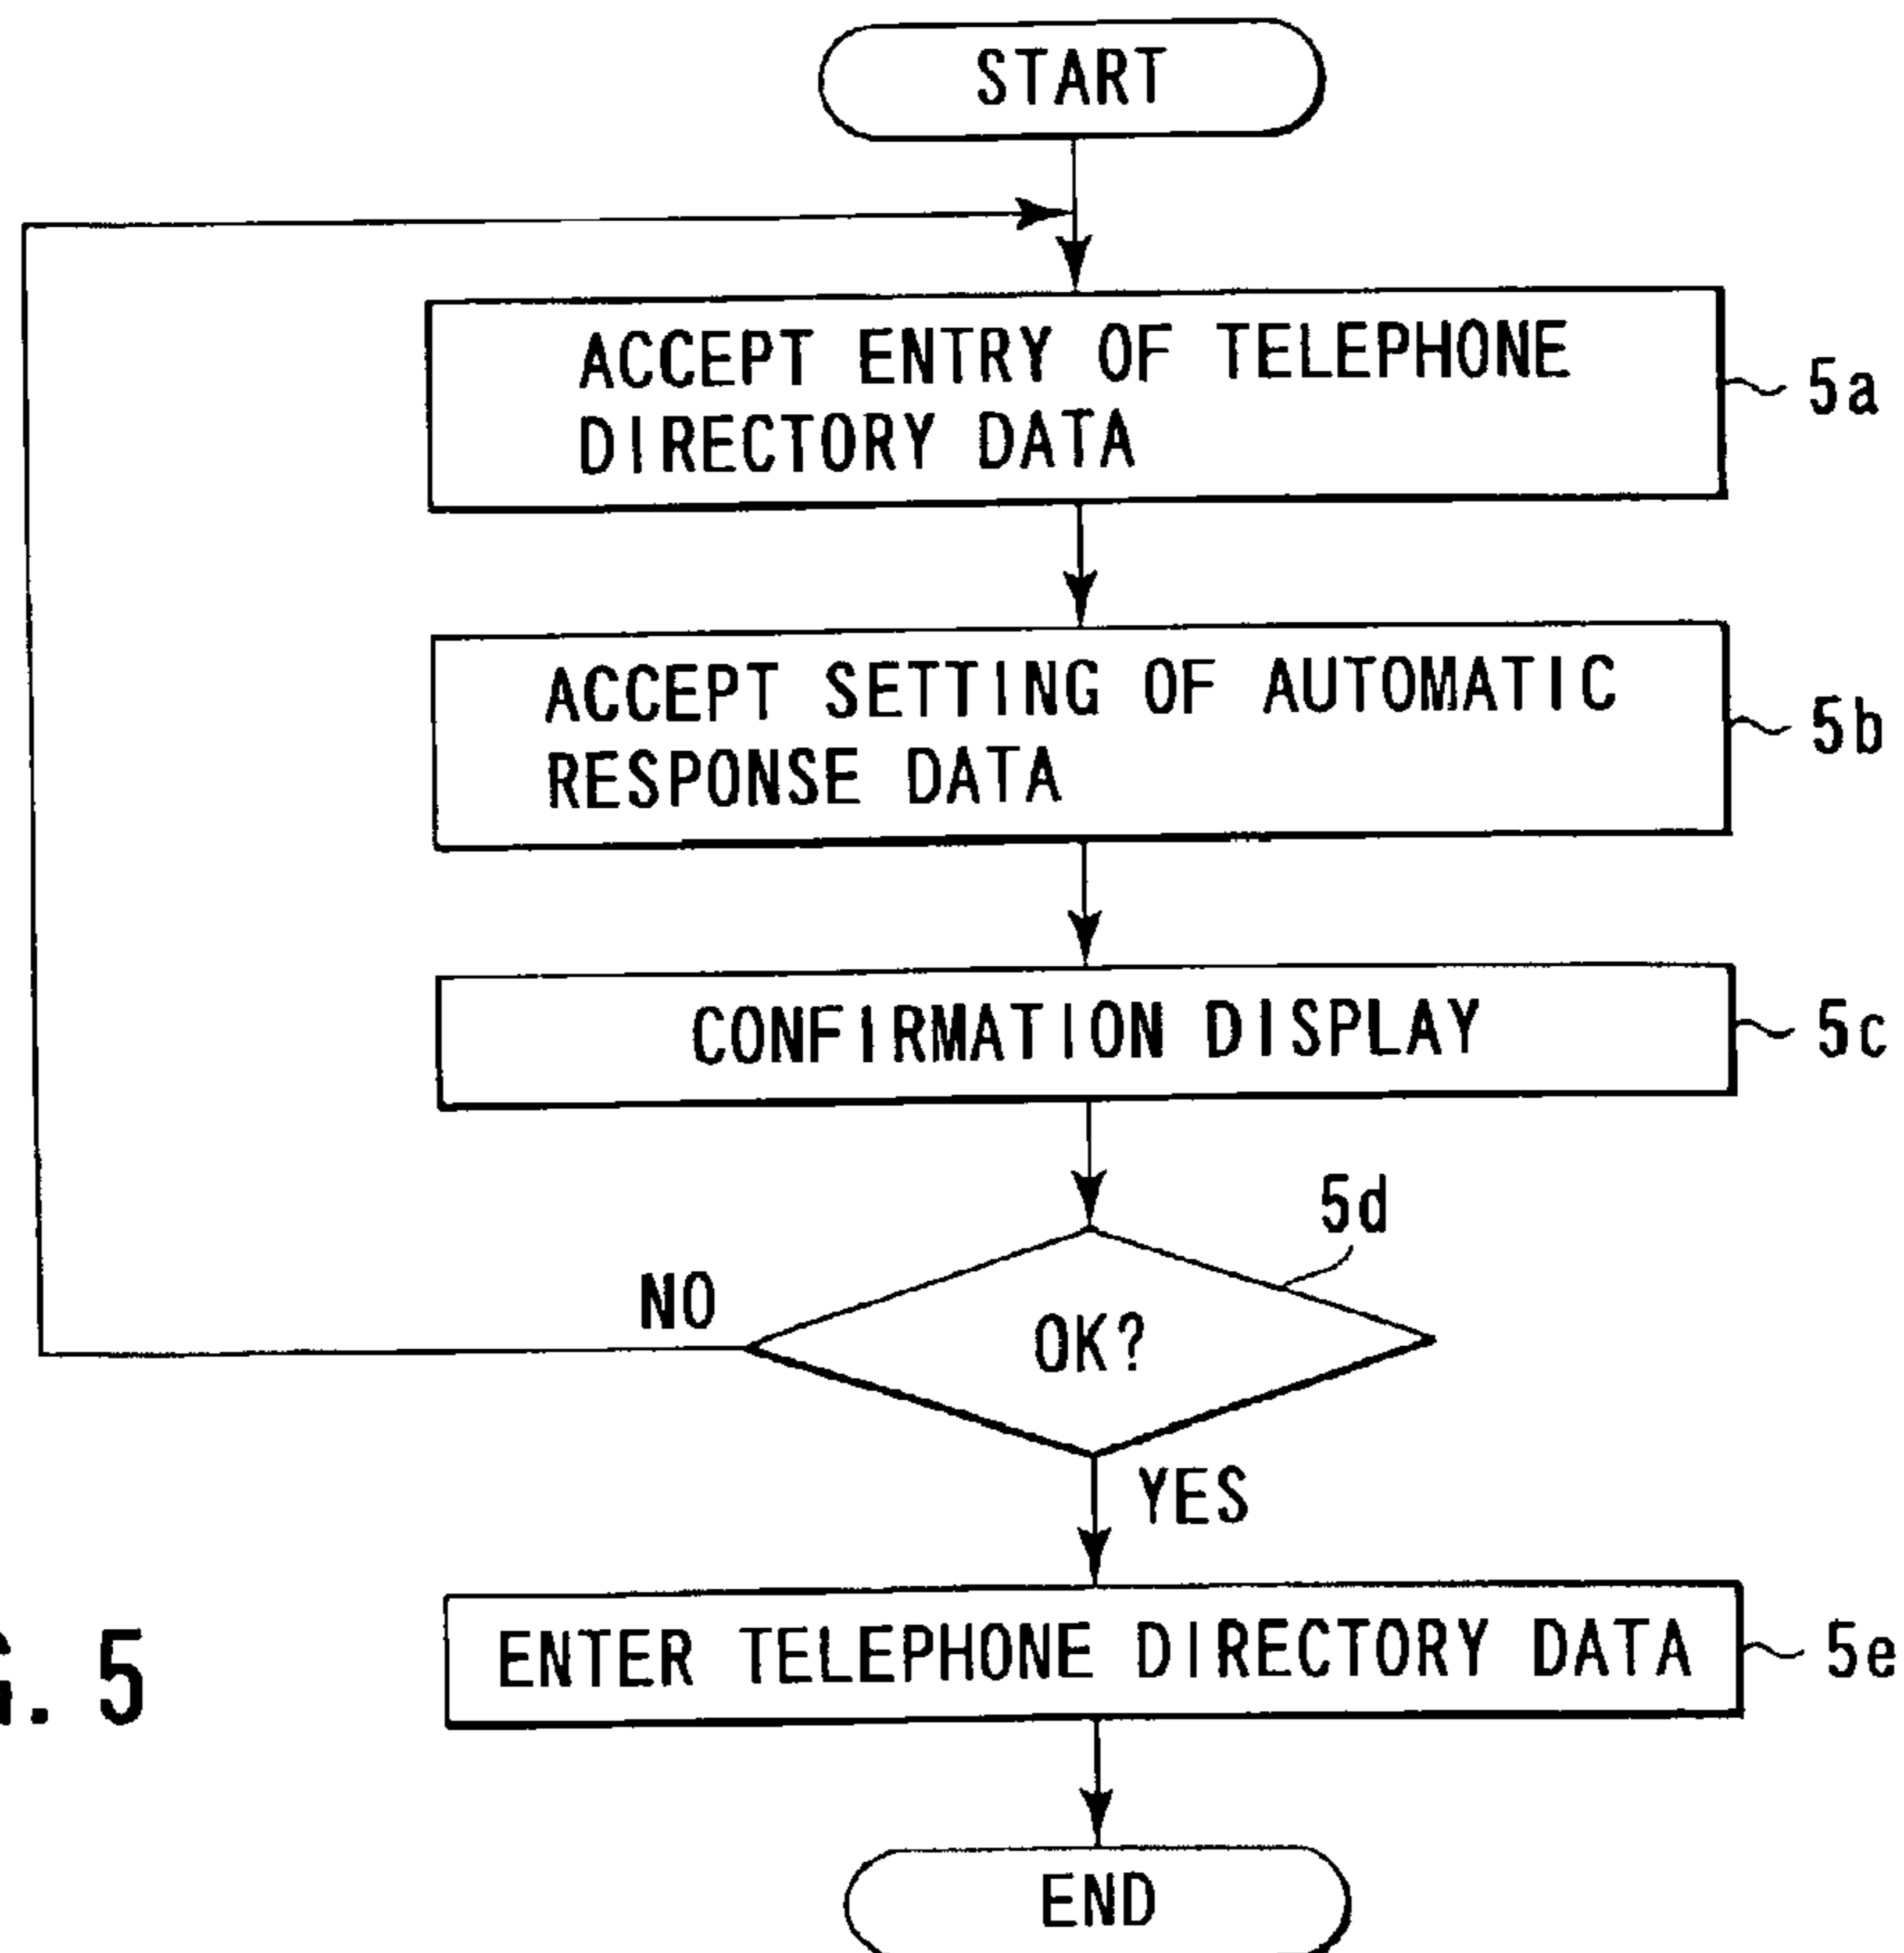 START
ACCEPT ENTRY OF TELEPHONE
DIRECTORY DATA
5a
ACCEPT SETTING OF AUTOMATIC
RESPONSE DATA
5b
CONFIRMATION DISPLAY
5c
5d
NO
OK?
YES
ENTER TELEPHONE DIRECTORY DATA
5e
G. 5
END